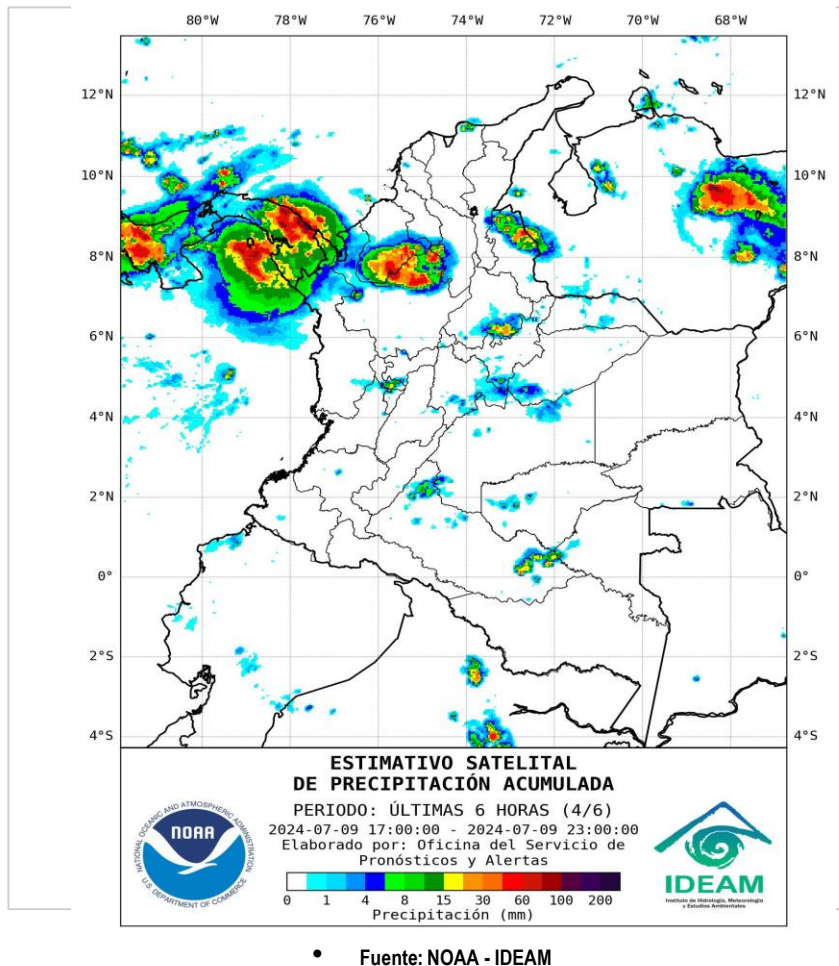 80°W 78°W 76°W 74°W 72°W 70°W 68°W
12°N 12°N
10°N 10°N
8°N 8°N
6°N 6°N
4°N 4°N
2°N 2°N
0° 0°
2°S 2°S
4°S 4°S
ESTIMATIVO SATELITAL
DE PRECIPITACIÓN ACUMULADA
PERIODO: ÚLTIMAS 6 HORAS (4/6)
2024-07-09 17:00:00 - 2024-07-09 23:00:00
Elaborado por: Oficina del Servicio de
Pronósticos y Alertas
0 1 4 8 15 30 60 100 200
Precipitación (mm)
NATIONAL OCEANIC AND ATMOSPHERIC ADMINISTRATION
NOAA
U.S. DEPARTMENT OF COMMERCE
IDEAM
Instituto de Hidrología, Meteorología
y Estudios Ambientales
• Fuente: NOAA - IDEAM